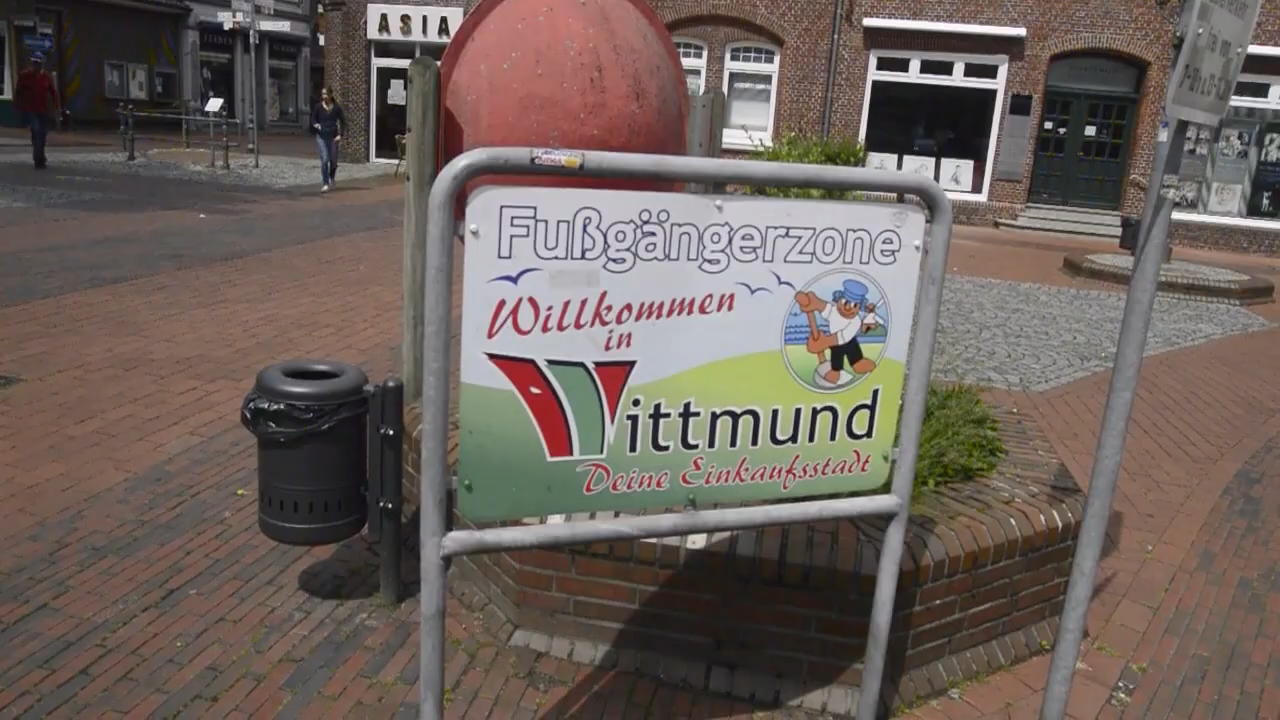 ASIA
Fußgängerzone
Willkommen
in
Wittmund
Deine Einkaufsstadt